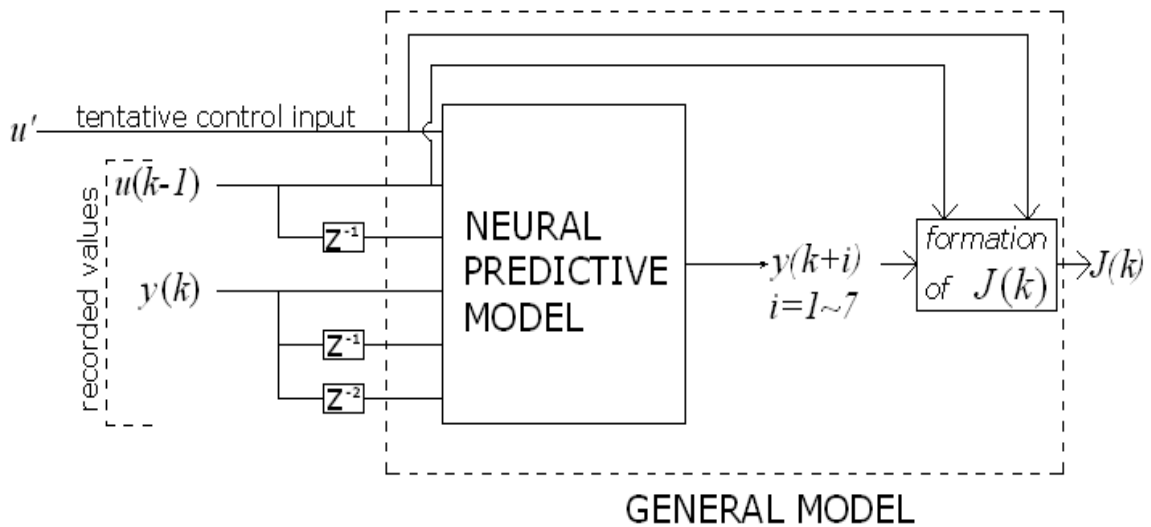 u' tentative control input
recorded values
u(k-1)
Z⁻¹
y(k)
Z⁻¹
Z⁻²
NEURAL
PREDICTIVE
MODEL
y(k+i)
i=1~7
formation
of J(k)
J(k)
GENERAL MODEL